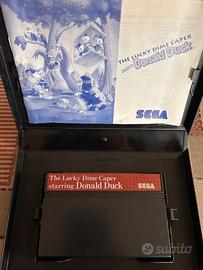 THE LUCKY DIME CAPER
starring Donald Duck
SEGA
The Lucky Dime Caper
starring Donald Duck SEGA
subito